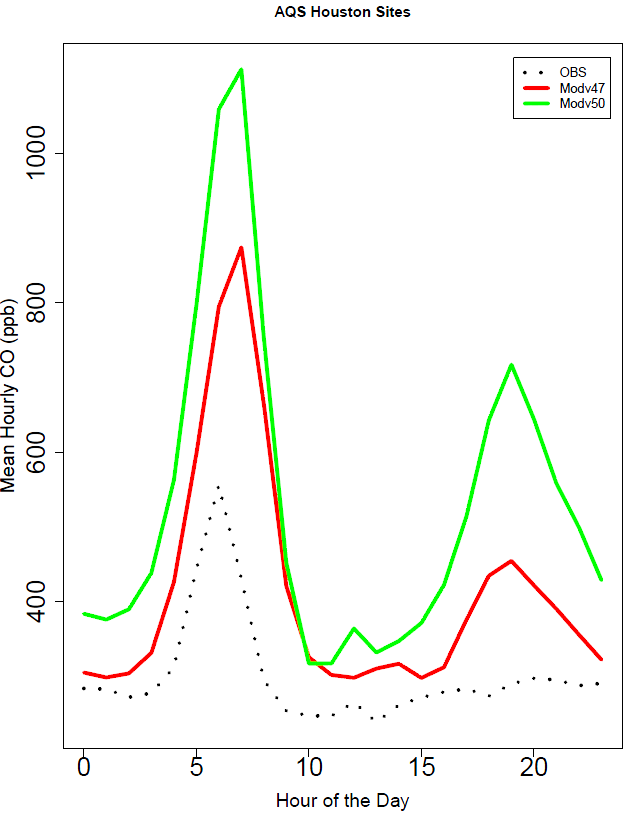 AQS Houston Sites
OBS
Modv47
Modv50
Mean Hourly CO (ppb)
1000
800
600
400
0 5 10 15 20
Hour of the Day